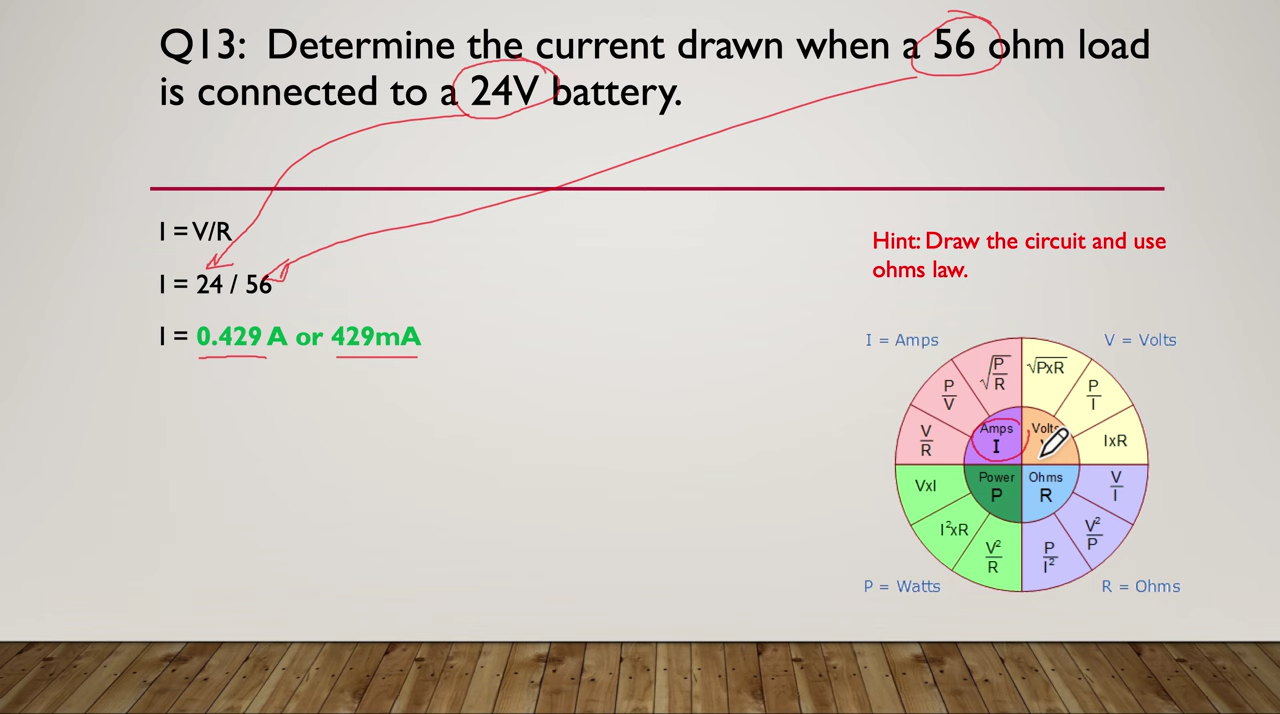 Q13: Determine the current drawn when a 56 ohm load
is connected to a 24V battery.
I = V/R
I = 24 / 56
I = 0.429 A or 429mA
Hint: Draw the circuit and use
ohms law.
I = Amps
V = Volts
√P/R
√PxR
P/V
P/I
V/R
Amps
I
Volts
IxR
VxI
Power
P
Ohms
R
V/I
I²xR
V²/P
V²/R
P/I²
P = Watts
R = Ohms